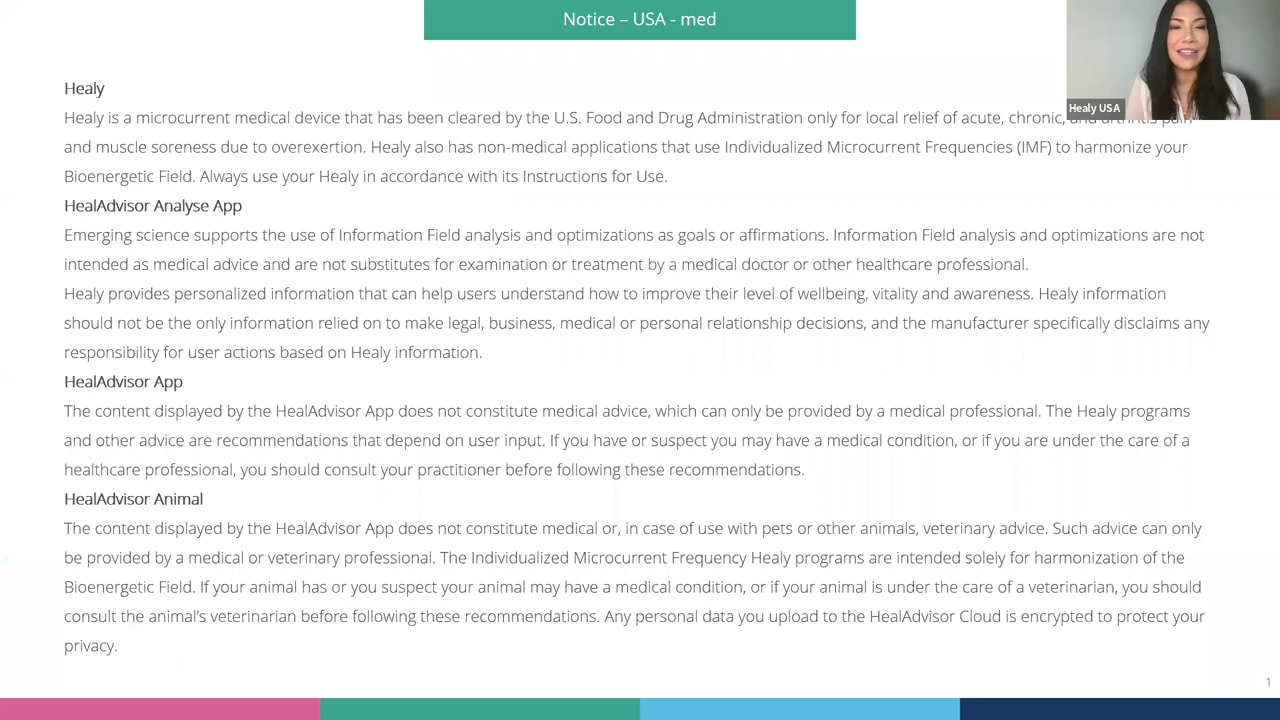 Notice – USA - med
Healy USA
Healy
Healy is a microcurrent medical device that has been cleared by the U.S. Food and Drug Administration only for local relief of acute, chronic, and arthritis pain
and muscle soreness due to overexertion. Healy also has non-medical applications that use Individualized Microcurrent Frequencies (IMF) to harmonize your
Bioenergetic Field. Always use your Healy in accordance with its Instructions for Use.
HealAdvisor Analyse App
Emerging science supports the use of Information Field analysis and optimizations as goals or affirmations. Information Field analysis and optimizations are not
intended as medical advice and are not substitutes for examination or treatment by a medical doctor or other healthcare professional.
Healy provides personalized information that can help users understand how to improve their level of wellbeing, vitality and awareness. Healy information
should not be the only information relied on to make legal, business, medical or personal relationship decisions, and the manufacturer specifically disclaims any
responsibility for user actions based on Healy information.
HealAdvisor App
The content displayed by the HealAdvisor App does not constitute medical advice, which can only be provided by a medical professional. The Healy programs
and other advice are recommendations that depend on user input. If you have or suspect you may have a medical condition, or if you are under the care of a
healthcare professional, you should consult your practitioner before following these recommendations.
HealAdvisor Animal
The content displayed by the HealAdvisor App does not constitute medical or, in case of use with pets or other animals, veterinary advice. Such advice can only
be provided by a medical or veterinary professional. The Individualized Microcurrent Frequency Healy programs are intended solely for harmonization of the
Bioenergetic Field. If your animal has or you suspect your animal may have a medical condition, or if your animal is under the care of a veterinarian, you should
consult the animal's veterinarian before following these recommendations. Any personal data you upload to the HealAdvisor Cloud is encrypted to protect your
privacy.
1